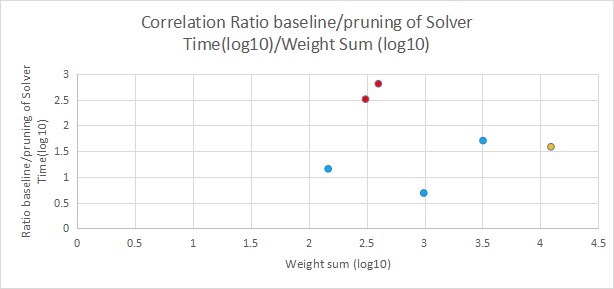 Correlation Ratio baseline/pruning of Solver
Time(log10)/Weight Sum (log10)
Ratio baseline/pruning of Solver
Time(log10)
3
2.5
2
1.5
1
0.5
0
0 0.5 1 1.5 2 2.5 3 3.5 4 4.5
Weight sum (log10)